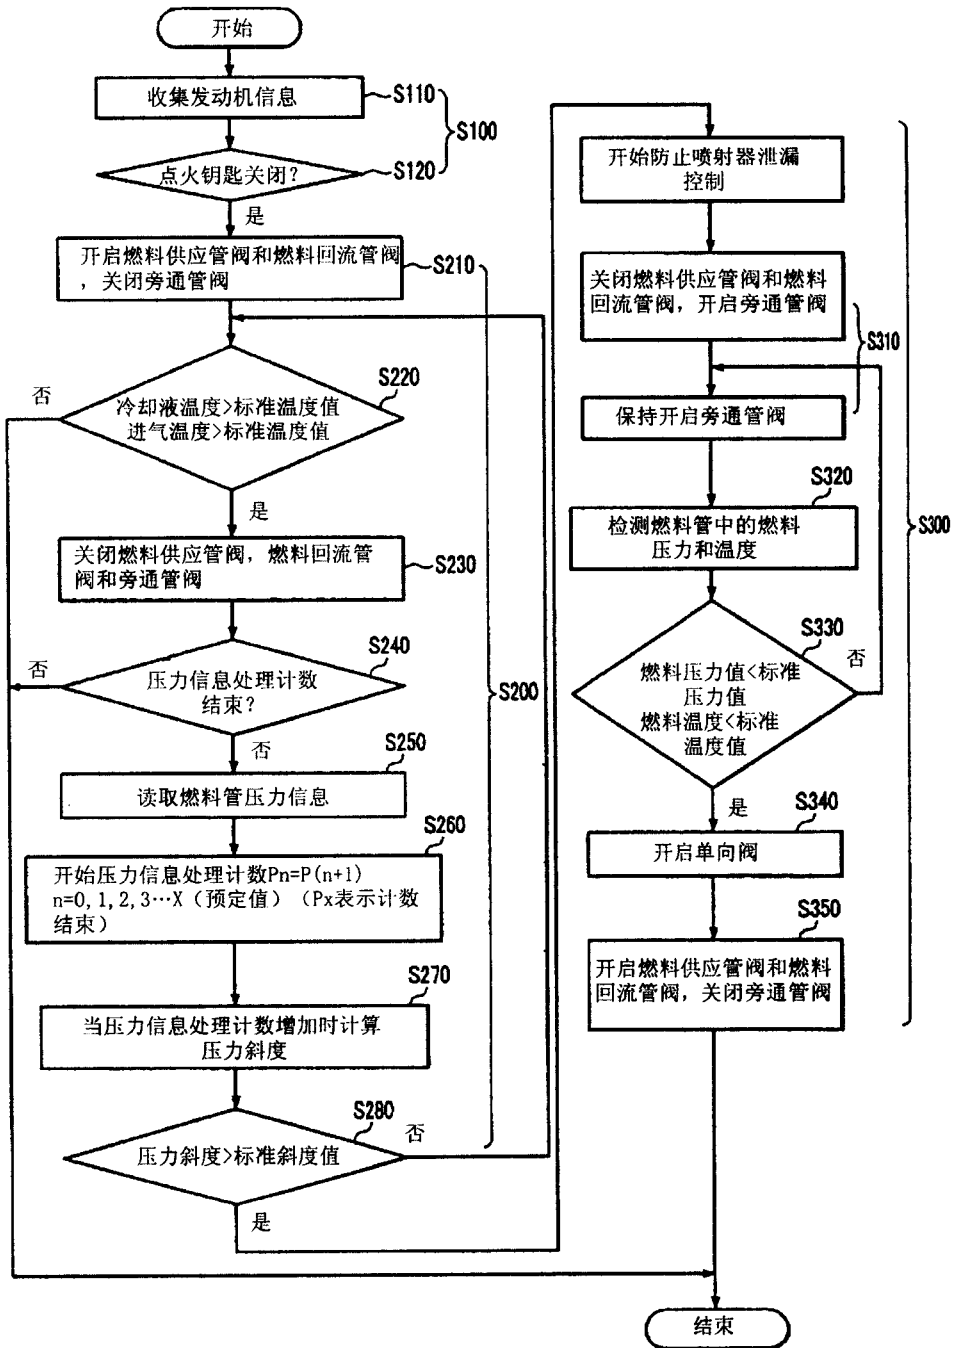 开始
收集发动机信息
S110
S100
点火钥匙关闭?
S120
是
开启燃料供应管阀和燃料回流管阀
，关闭旁通管阀
S210
S220
否
冷却液温度>标准温度值
进气温度>标准温度值
是
关闭燃料供应管阀，燃料回流管
阀和旁通管阀
S230
S240
否
压力信息处理计数
结束?
S200
否
S250
读取燃料管压力信息
S260
开始压力信息处理计数Pn=P(n+1)
n=0,1,2,3…X（预定值）（Px表示计数
结束）
S270
当压力信息处理计数增加时计算
压力斜度
S280
否
压力斜度>标准斜度值
是
开始防止喷射器泄漏
控制
关闭燃料供应管阀和燃料
回流管阀，开启旁通管阀
S310
保持开启旁通管阀
S320
检测燃料管中的燃料
压力和温度
S300
S330
否
燃料压力值<标准
压力值
燃料温度<标准
温度值
是
S340
开启单向阀
S350
开启燃料供应管阀和燃料
回流管阀，关闭旁通管阀
结束